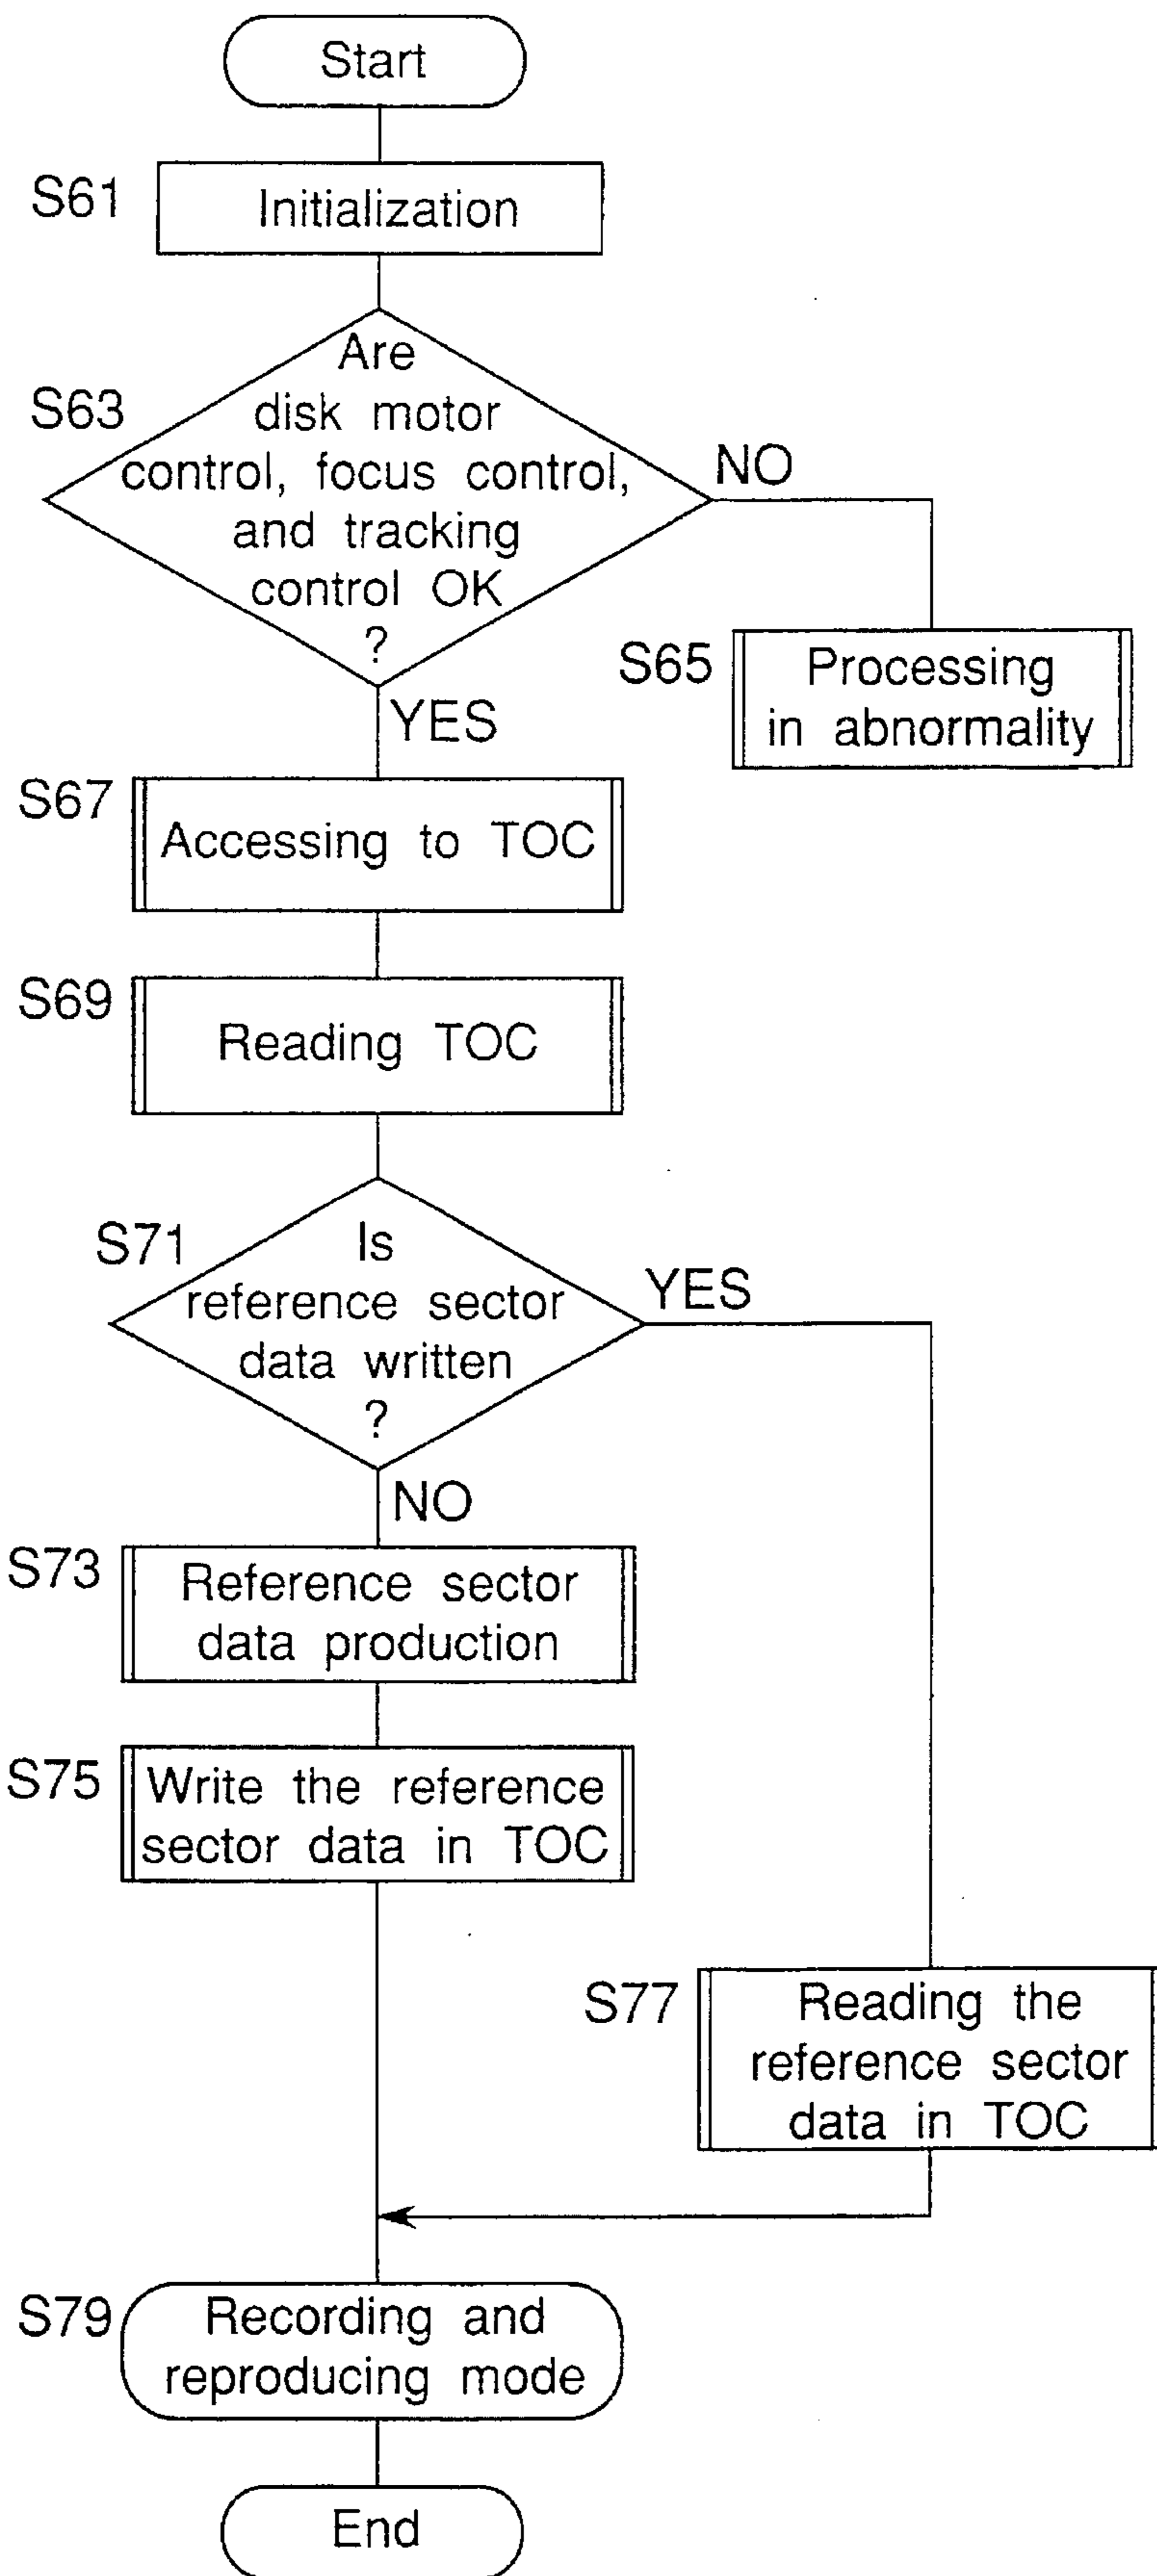 Start
S61
Initialization
S63
Are
disk motor
control, focus control,
and tracking
control OK
?
NO
YES
S65
Processing
in abnormality
S67
Accessing to TOC
S69
Reading TOC
S71
Is
reference sector
data written
?
YES
NO
S73
Reference sector
data production
S75
Write the reference
sector data in TOC
S77
Reading the
reference sector
data in TOC
S79
Recording and
reproducing mode
End